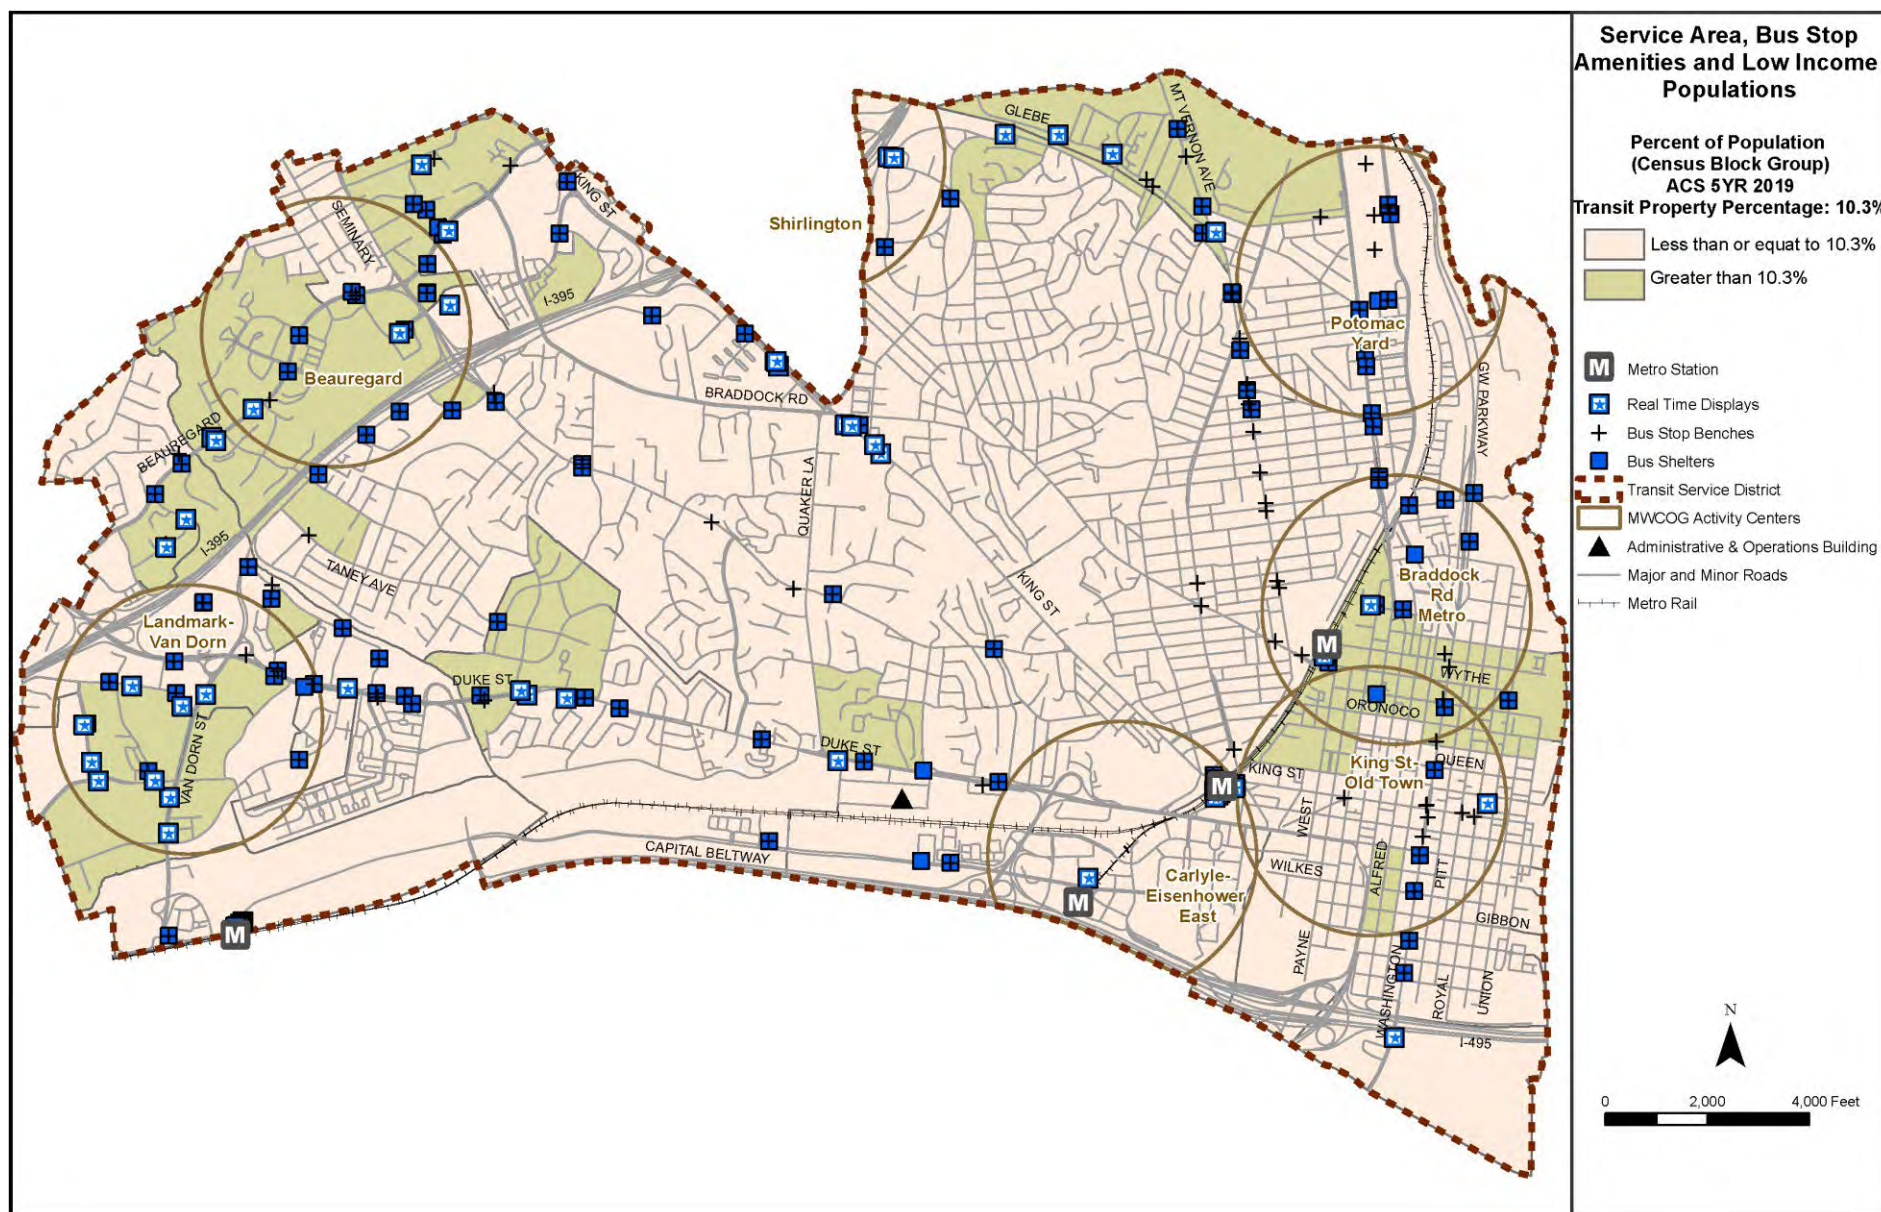 Service Area, Bus Stop
Amenities and Low Income
Populations
Percent of Population
(Census Block Group)
ACS 5YR 2019
Transit Property Percentage: 10.3%
Less than or equal to 10.3%
Greater than 10.3%
M
Metro Station
Real Time Displays
Bus Stop Benches
Bus Shelters
Transit Service District
MWCOG Activity Centers
Administrative & Operations Building
Major and Minor Roads
Metro Rail
N
0 2,000 4,000 Feet
GLEBE
MT VERNON AVE
KING ST
SEMINARY
Shirlington
I-395
Potomac
Yard
Beauregard
BRADDOCK RD
GW PARKWAY
BEAUREGARD
QUAKER LA
I-395
TANEY AVE
KING ST
Braddock
Rd
Metro
Landmark-
Van Dorn
M
WYTHE
DUKE ST
ORONOCO
VAN DORN ST
DUKE ST
KING ST
QUEEN
King St-
Old Town
M
WEST
CAPITAL BELTWAY
WILKES
ALFRED
PITT
Carlyle-
Eisenhower
East
M
GIBBON
M
PAYNE
WASHINGTON
ROYAL
UNION
I-495